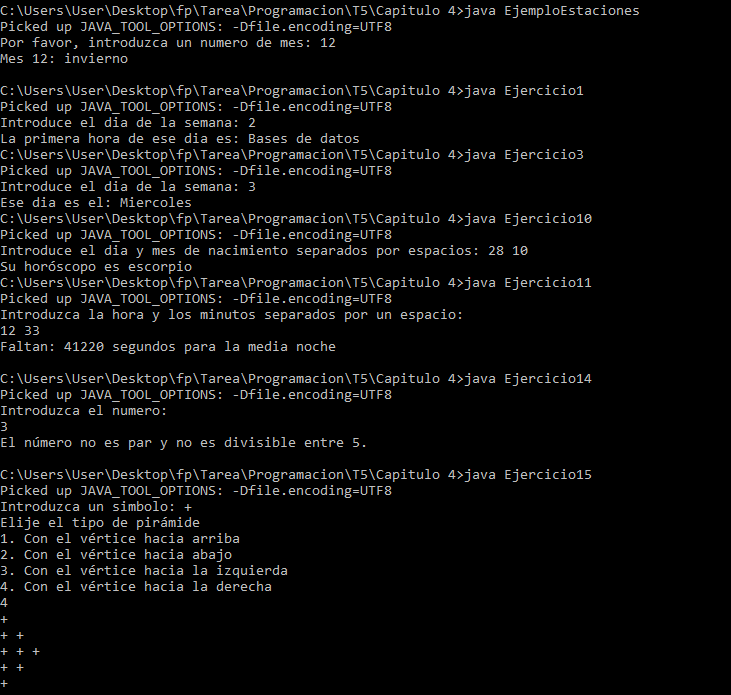 C:\Users\User\Desktop\fp\Tarea\Programacion\T5\Capitulo 4>java EjemploEstaciones
Picked up JAVA_TOOL_OPTIONS: -Dfile.encoding=UTF8
Por favor, introduzca un numero de mes: 12
Mes 12: invierno
C:\Users\User\Desktop\fp\Tarea\Programacion\T5\Capitulo 4>java Ejercicio1
Picked up JAVA_TOOL_OPTIONS: -Dfile.encoding=UTF8
Introduce el dia de la semana: 2
La primera hora de ese dia es: Bases de datos
C:\Users\User\Desktop\fp\Tarea\Programacion\T5\Capitulo 4>java Ejercicio3
Picked up JAVA_TOOL_OPTIONS: -Dfile.encoding=UTF8
Introduce el dia de la semana: 3
Ese dia es el: Miercoles
C:\Users\User\Desktop\fp\Tarea\Programacion\T5\Capitulo 4>java Ejercicio10
Picked up JAVA_TOOL_OPTIONS: -Dfile.encoding=UTF8
Introduce el dia y mes de nacimiento separados por espacios: 28 10
Su horóscopo es escorpio
C:\Users\User\Desktop\fp\Tarea\Programacion\T5\Capitulo 4>java Ejercicio11
Picked up JAVA_TOOL_OPTIONS: -Dfile.encoding=UTF8
Introduzca la hora y los minutos separados por un espacio:
12 33
Faltan: 41220 segundos para la media noche
C:\Users\User\Desktop\fp\Tarea\Programacion\T5\Capitulo 4>java Ejercicio14
Picked up JAVA_TOOL_OPTIONS: -Dfile.encoding=UTF8
Introduzca el numero:
3
El número no es par y no es divisible entre 5.
C:\Users\User\Desktop\fp\Tarea\Programacion\T5\Capitulo 4>java Ejercicio15
Picked up JAVA_TOOL_OPTIONS: -Dfile.encoding=UTF8
Introduzca un simbolo: +
Elije el tipo de pirámide
1. Con el vértice hacia arriba
2. Con el vértice hacia abajo
3. Con el vértice hacia la izquierda
4. Con el vértice hacia la derecha
4
+
+ +
+ + +
+ +
+